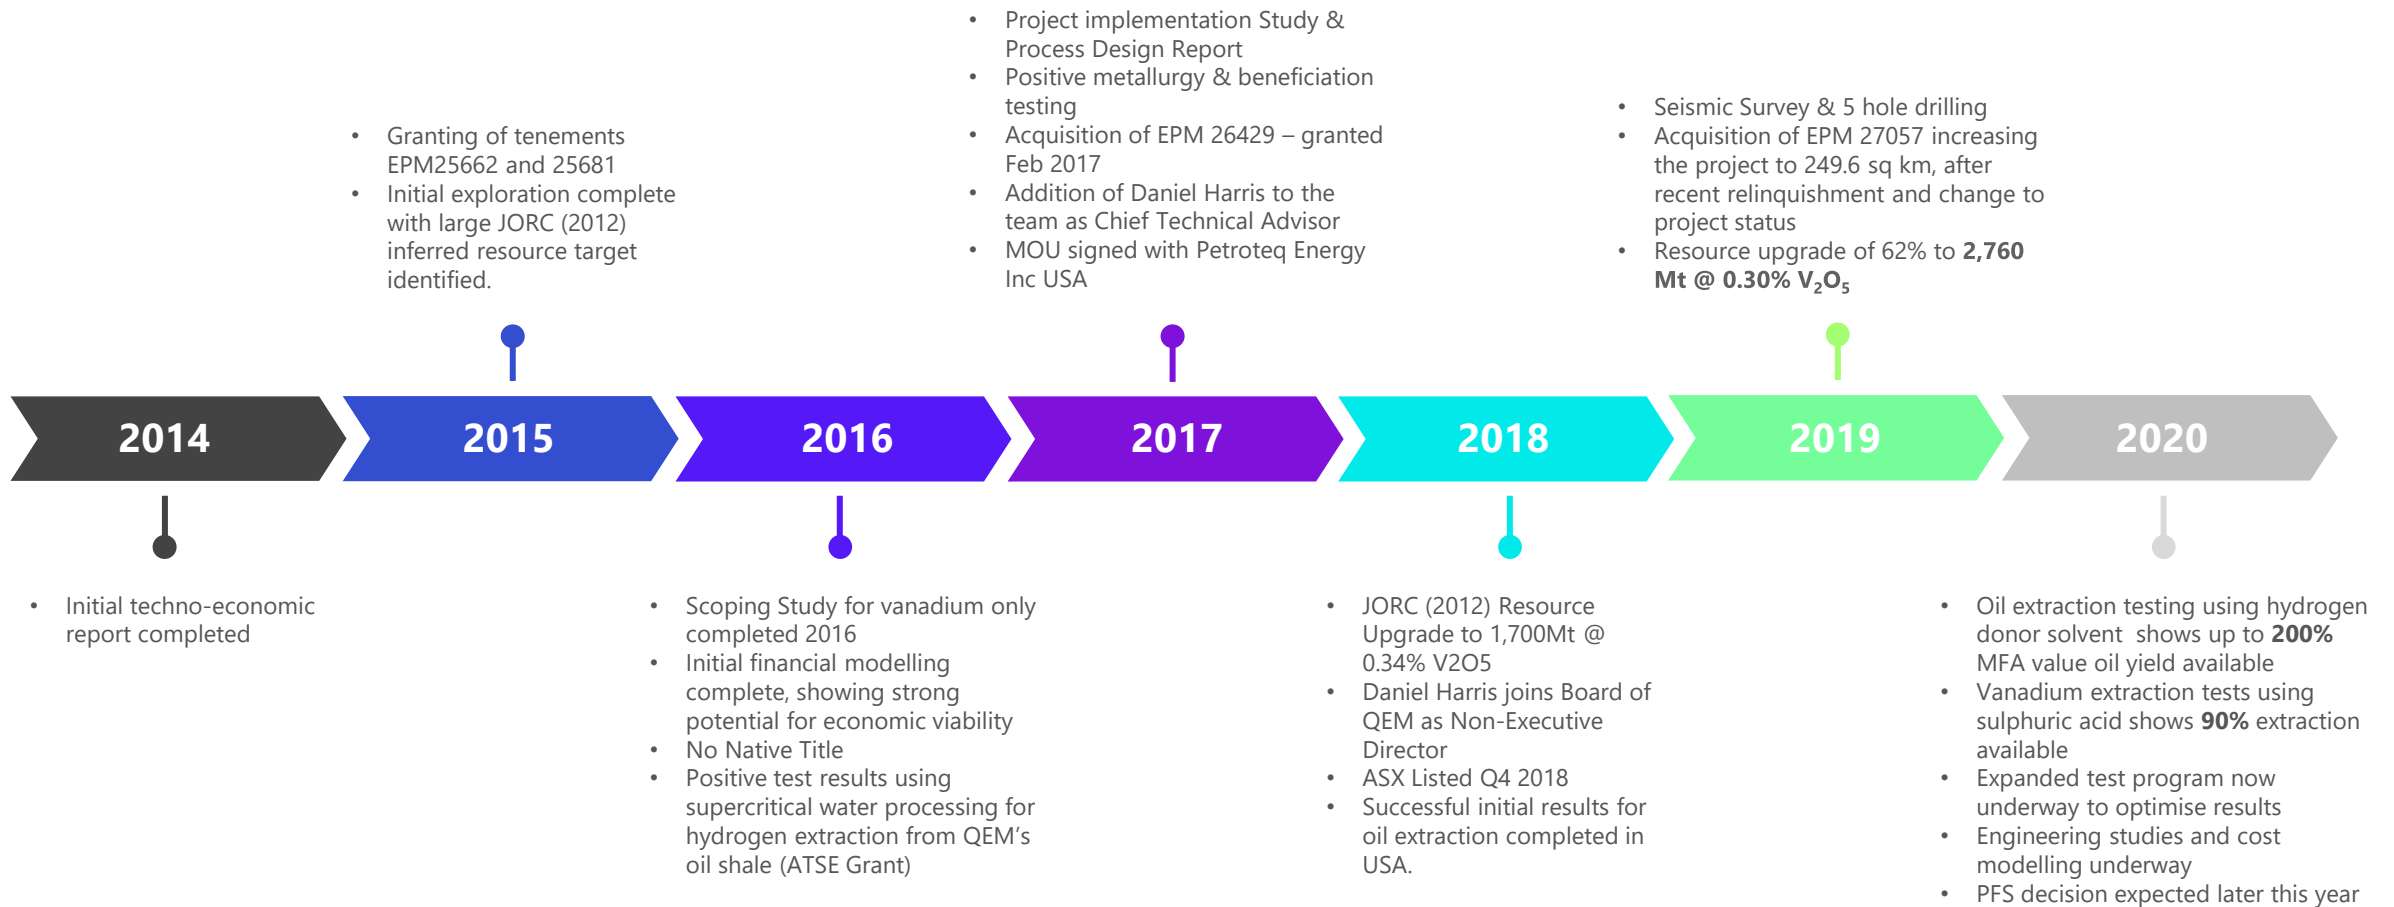 • Project implementation Study &
Process Design Report
• Positive metallurgy & beneficiation
testing
• Acquisition of EPM 26429 – granted
Feb 2017
• Addition of Daniel Harris to the
team as Chief Technical Advisor
• MOU signed with Petroteq Energy
Inc USA
• Granting of tenements
EPM25662 and 25681
• Initial exploration complete
with large JORC (2012)
inferred resource target
identified.
• Seismic Survey & 5 hole drilling
• Acquisition of EPM 27057 increasing
the project to 249.6 sq km, after
recent relinquishment and change to
project status
• Resource upgrade of 62% to 2,760
Mt @ 0.30% V₂O₅
2014
2015
2016
2017
2018
2019
2020
• Initial techno-economic
report completed
• Scoping Study for vanadium only
completed 2016
• Initial financial modelling
complete, showing strong
potential for economic viability
• No Native Title
• Positive test results using
supercritical water processing for
hydrogen extraction from QEM’s
oil shale (ATSE Grant)
• JORC (2012) Resource
Upgrade to 1,700Mt @
0.34% V2O5
• Daniel Harris joins Board of
QEM as Non-Executive
Director
• ASX Listed Q4 2018
• Successful initial results for
oil extraction completed in
USA.
• Oil extraction testing using hydrogen
donor solvent shows up to 200%
MFA value oil yield available
• Vanadium extraction tests using
sulphuric acid shows 90% extraction
available
• Expanded test program now
underway to optimise results
• Engineering studies and cost
modelling underway
• PFS decision expected later this year